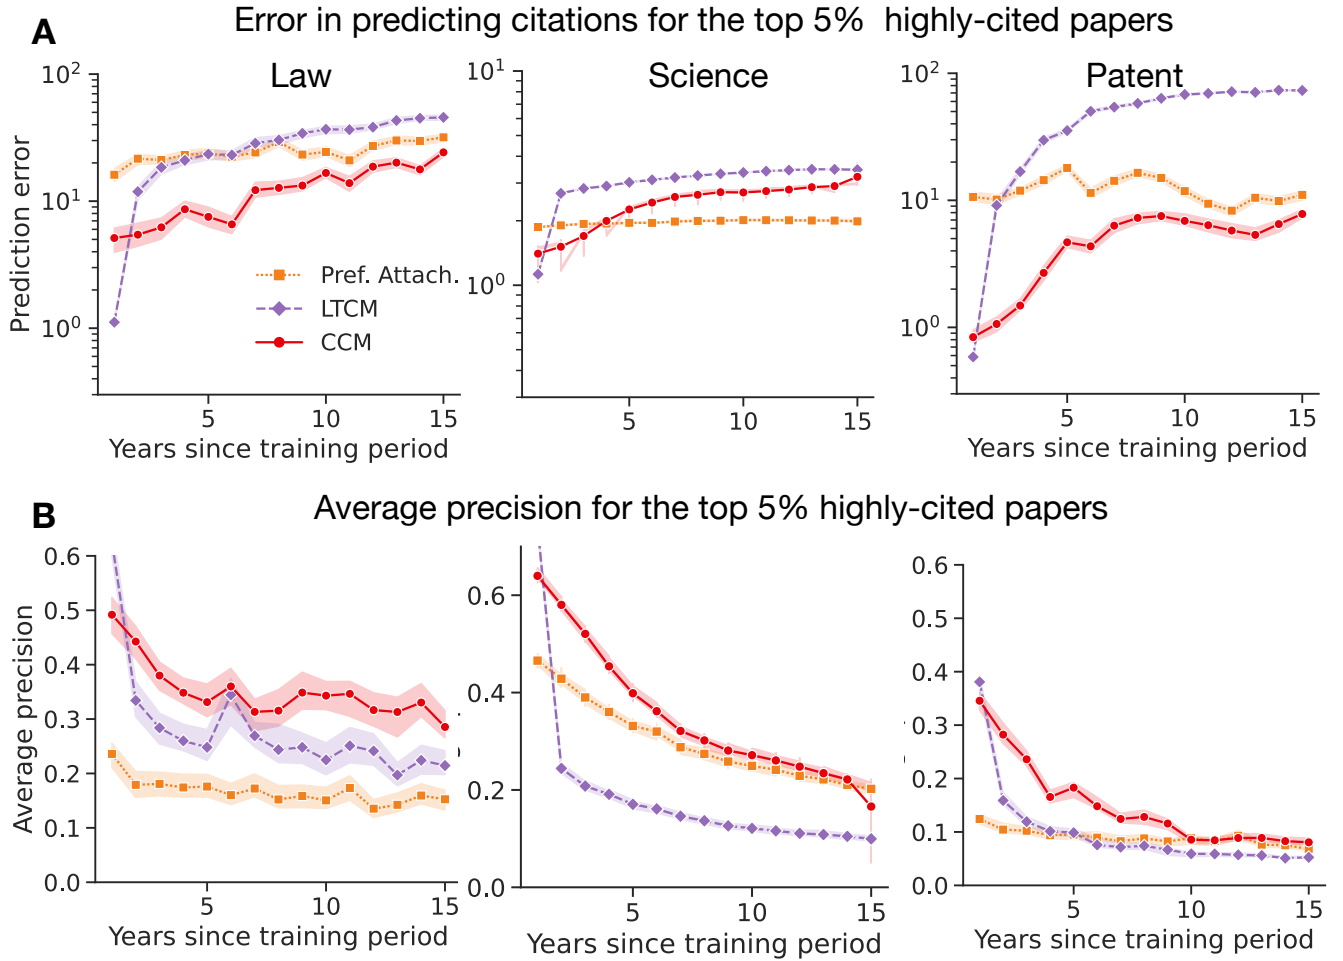 A
Error in predicting citations for the top 5% highly-cited papers
Law
Science
Patent
Prediction error
10²
10¹
10⁰
Pref. Attach.
LTCM
CCM
5
10
15
Years since training period
10¹
10⁰
5
10
15
10²
10¹
10⁰
5
10
15
Years since training period
B
Average precision for the top 5% highly-cited papers
Average precision
0.6
0.5
0.4
0.3
0.2
0.1
0.0
5
10
15
Years since training period
0.6
0.4
0.2
0.0
5
10
15
Years since training period
0.6
0.5
0.4
0.3
0.2
0.1
0.0
5
10
15
Years since training period